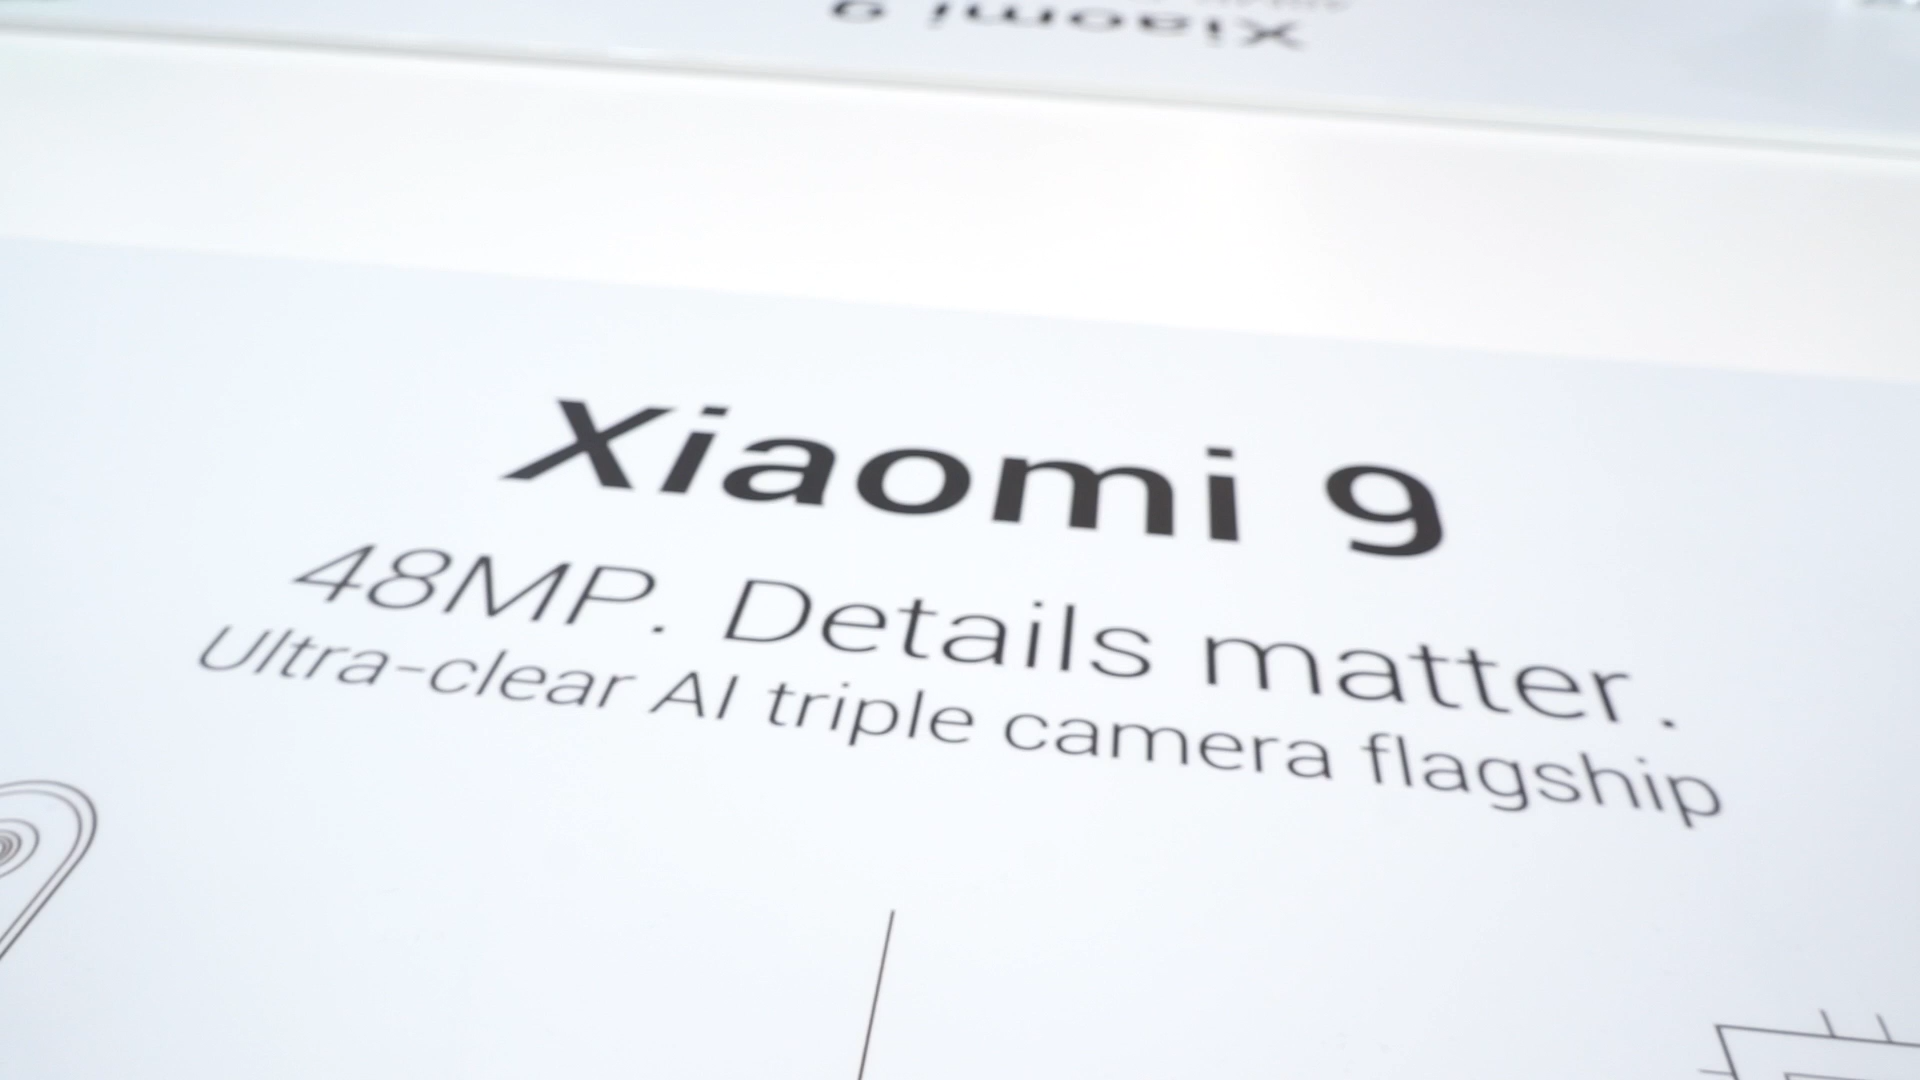 Xiaomi 9
Xiaomi 9
48MP. Details matter.
Ultra-clear AI triple camera flagship